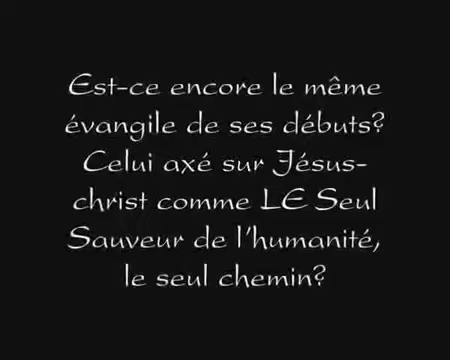 Est-ce encore le même
évangile de ses débuts?
Celui axé sur Jésus-
christ comme LE Seul
Sauveur de l'humanité,
le seul chemin?